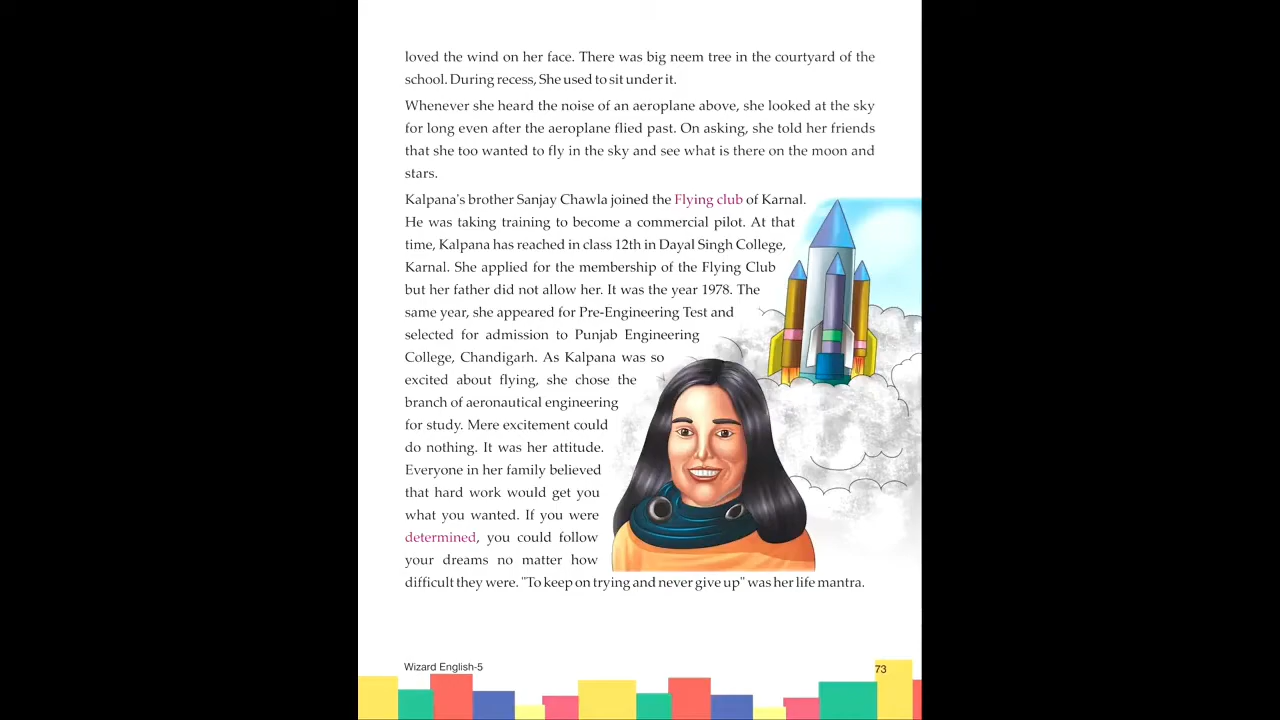 loved the wind on her face. There was big neem tree in the courtyard of the
school. During recess, She used to sit under it.
Whenever she heard the noise of an aeroplane above, she looked at the sky
for long even after the aeroplane flied past. On asking, she told her friends
that she too wanted to fly in the sky and see what is there on the moon and
stars.
Kalpana's brother Sanjay Chawla joined the Flying club of Karnal.
He was taking training to become a commercial pilot. At that
time, Kalpana has reached in class 12th in Dayal Singh College,
Karnal. She applied for the membership of the Flying Club
but her father did not allow her. It was the year 1978. The
same year, she appeared for Pre-Engineering Test and
selected for admission to Punjab Engineering
College, Chandigarh. As Kalpana was so
excited about flying, she chose the
branch of aeronautical engineering
for study. Mere excitement could
do nothing. It was her attitude.
Everyone in her family believed
that hard work would get you
what you wanted. If you were
determined, you could follow
your dreams no matter how
difficult they were. "To keep on trying and never give up" was her life mantra.
Wizard English-5
73